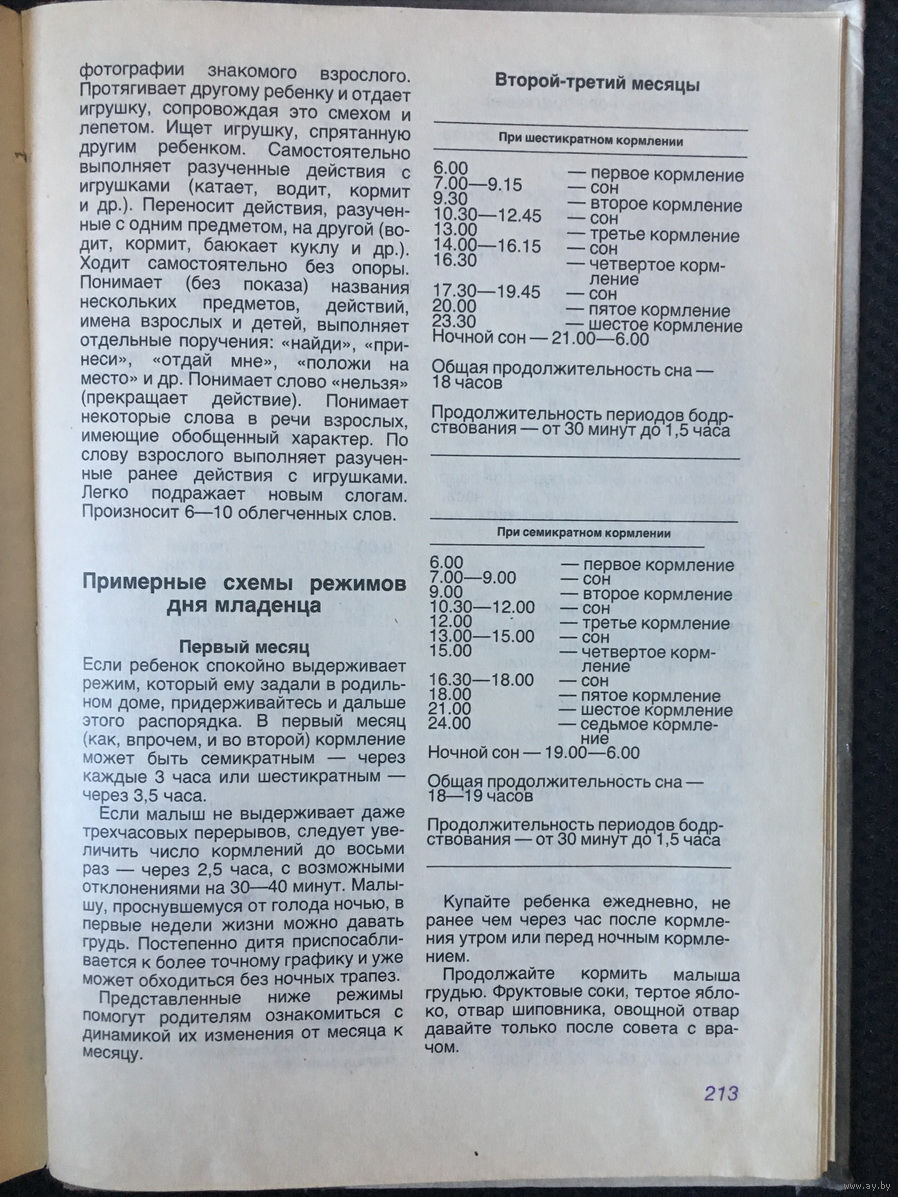 фотографии знакомого взрослого.
Протягивает другому ребенку и отдает
игрушку, сопровождая это смехом и
лепетом. Ищет игрушку, спрятанную
другим ребенком. Самостоятельно
выполняет разученные действия с
игрушками (катает, водит, кормит
и др.). Переносит действия, разучен-
ные с одним предметом, на другой (во-
дит, кормит, баюкает куклу и др.).
Ходит самостоятельно без опоры.
Понимает (без показа) названия
нескольких предметов, действий,
имена взрослых и детей, выполняет
отдельные поручения: «найди», «при-
неси», «отдай мне», «положи на
место» и др. Понимает слово «нельзя»
(прекращает действие). Понимает
некоторые слова в речи взрослых,
имеющие обобщенный характер. По
слову взрослого выполняет разучен-
ные ранее действия с игрушками.
Легко подражает новым слогам.
Произносит 6—10 облегченных слов.
Примерные схемы режимов
дня младенца
Первый месяц
Если ребенок спокойно выдерживает
режим, который ему задали в родиль-
ном доме, придерживайтесь и дальше
этого распорядка. В первый месяц
(как, впрочем, и во второй) кормление
может быть семикратным — через
каждые 3 часа или шестикратным —
через 3,5 часа.
Если малыш не выдерживает даже
трехчасовых перерывов, следует уве-
личить число кормлений до восьми
раз — через 2,5 часа, с возможными
отклонениями на 30—40 минут. Малы-
шу, проснувшемуся от голода ночью, в
первые недели жизни можно давать
грудь. Постепенно дитя приспосабли-
вается к более точному графику и уже
может обходиться без ночных трапез.
Представленные ниже режимы
помогут родителям ознакомиться с
динамикой их изменения от месяца к
месяцу.
Второй-третий месяцы
При шестикратном кормлении
6.00 — первое кормление
7.00—9.15 — сон
9.30 — второе кормление
10.30—12.45 — сон
13.00 — третье кормление
14.00—16.15 — сон
16.30 — четвертое корм-
ление
17.30—19.45 — сон
20.00 — пятое кормление
23.30 — шестое кормление
Ночной сон — 21.00—6.00
Общая продолжительность сна —
18 часов
Продолжительность периодов бодр-
ствования — от 30 минут до 1,5 часа
При семикратном кормлении
6.00 — первое кормление
7.00—9.00 — сон
9.00 — второе кормление
10.30—12.00 — сон
12.00 — третье кормление
13.00—15.00 — сон
15.00 — четвертое корм-
ление
16.30—18.00 — сон
18.00 — пятое кормление
21.00 — шестое кормление
24.00 — седьмое кормле-
ние
Ночной сон — 19.00—6.00
Общая продолжительность сна —
18—19 часов
Продолжительность периодов бодр-
ствования — от 30 минут до 1,5 часа
Купайте ребенка ежедневно, не
ранее чем через час после кормле-
ния утром или перед ночным кормле-
нием.
Продолжайте кормить малыша
грудью. Фруктовые соки, тертое ябло-
ко, отвар шиповника, овощной отвар
давайте только после совета с вра-
чом.
213
www.ay.by